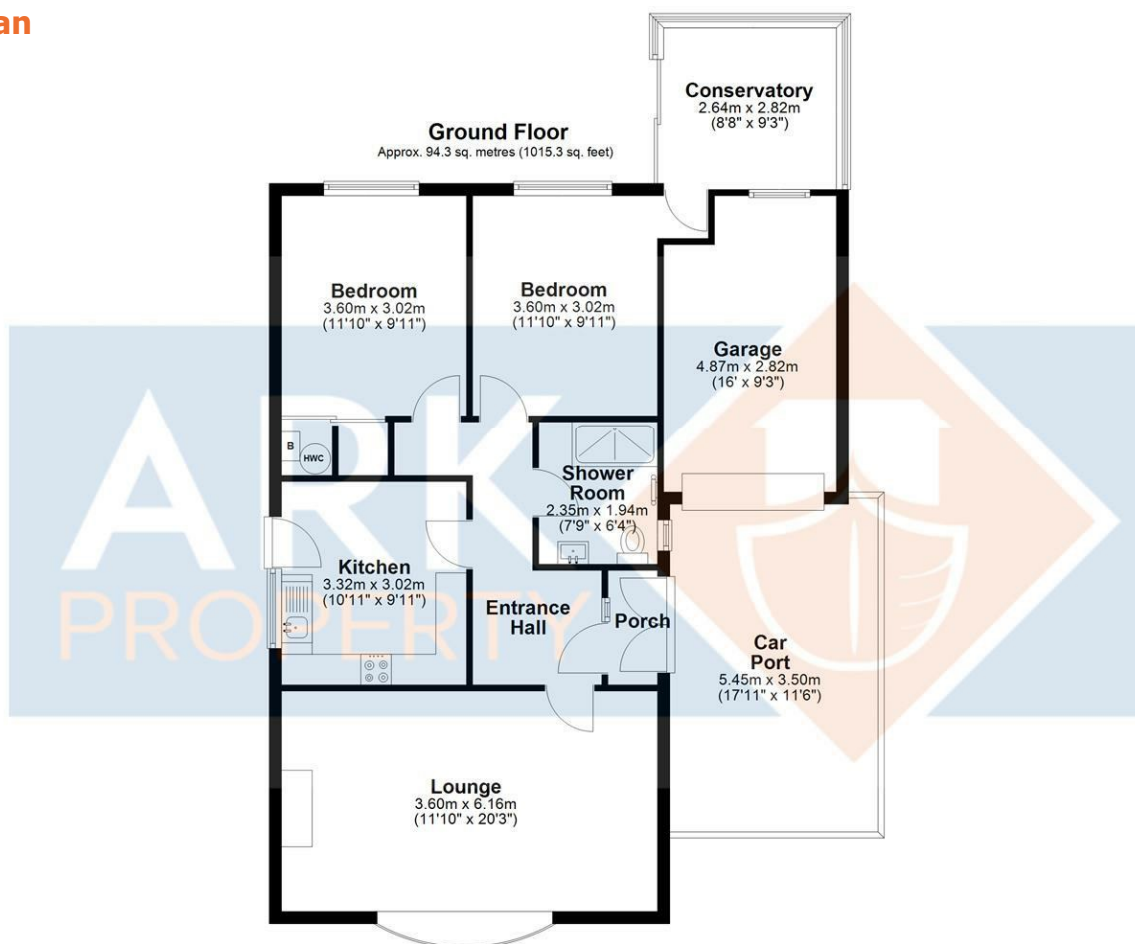 an
Conservatory
2.64m x 2.82m
(8'8" x 9'3")
Ground Floor
Approx. 94.3 sq. metres (1015.3 sq. feet)
Bedroom
3.60m x 3.02m
(11'10" x 9'11")
Bedroom
3.60m x 3.02m
(11'10" x 9'11")
Garage
4.87m x 2.82m
(16' x 9'3")
B
HWC
Shower
Room
2.35m x 1.94m
(7'9" x 6'4")
Kitchen
3.32m x 3.02m
(10'11" x 9'11")
Entrance
Hall
Porch
Car
Port
5.45m x 3.50m
(17'11" x 11'6")
Lounge
3.60m x 6.16m
(11'10" x 20'3")
ARK
PROPERTY